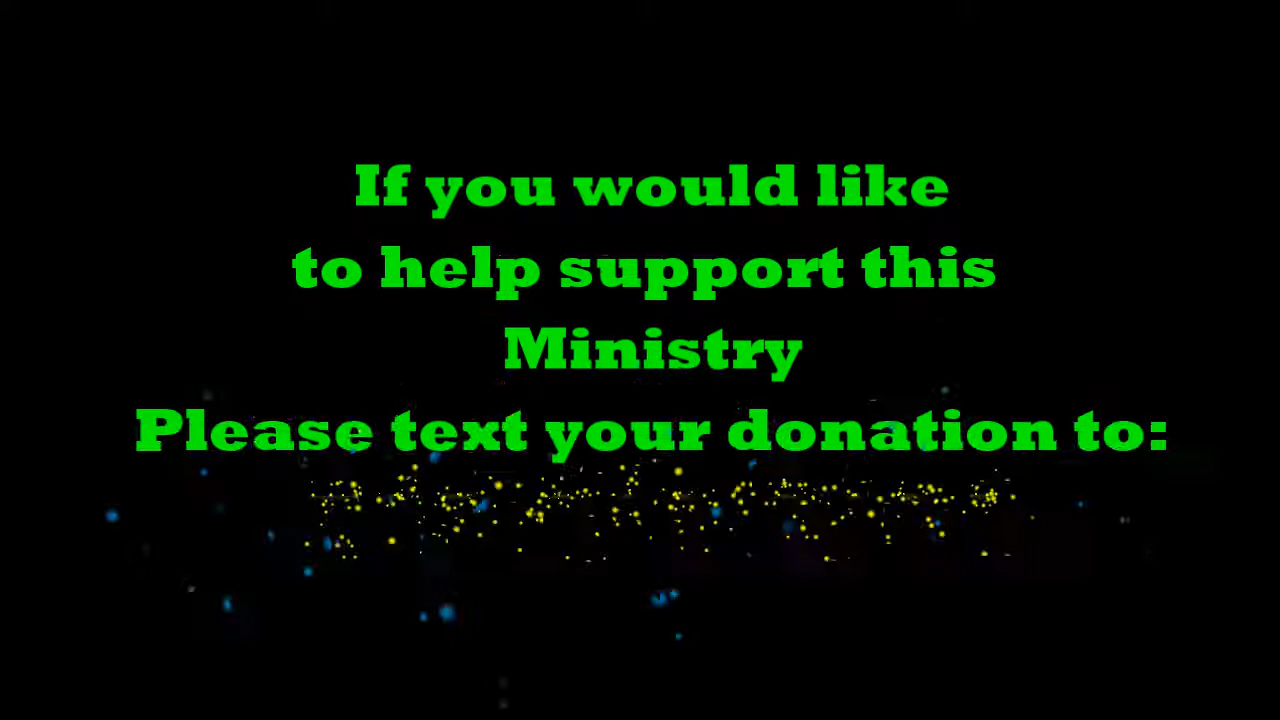 If you would like
to help support this
Ministry
Please text your donation to: